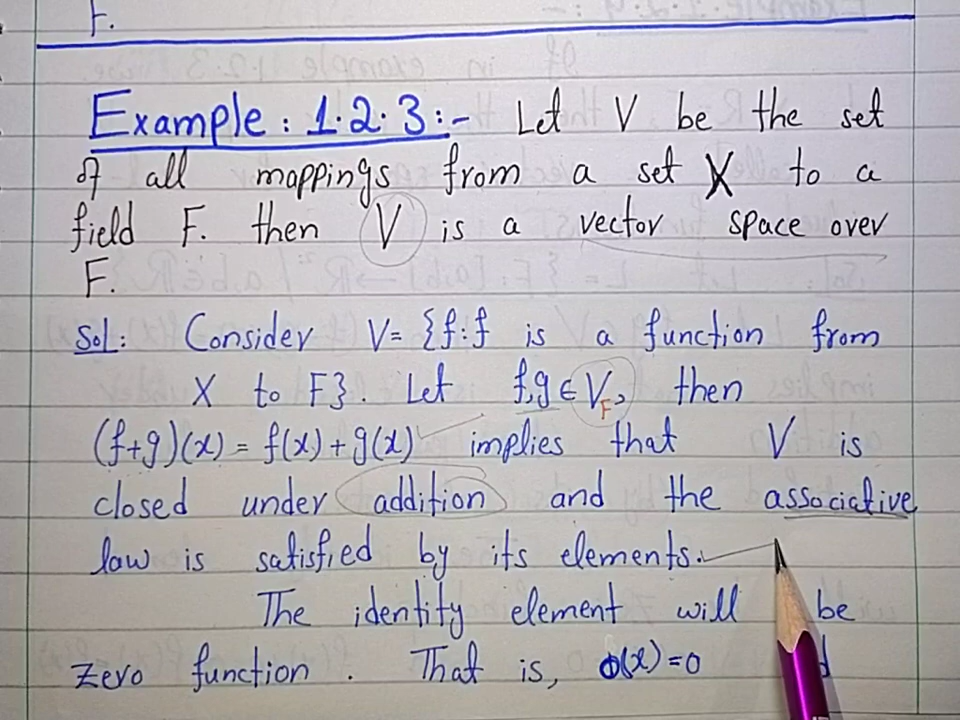 F.
Example: 1.2.3:- Let V be the set
of all mappings from a set X to a
field F. then V is a vector space over
F.
Sol: Consider V= {f:f is a function from
X to F}. Let f,g ∈ V_F, then
(f+g)(x) = f(x)+g(x) implies that V is
closed under addition and the associative
law is satisfied by its elements.
The identity element will be
zero function. That is, 0(x)=0